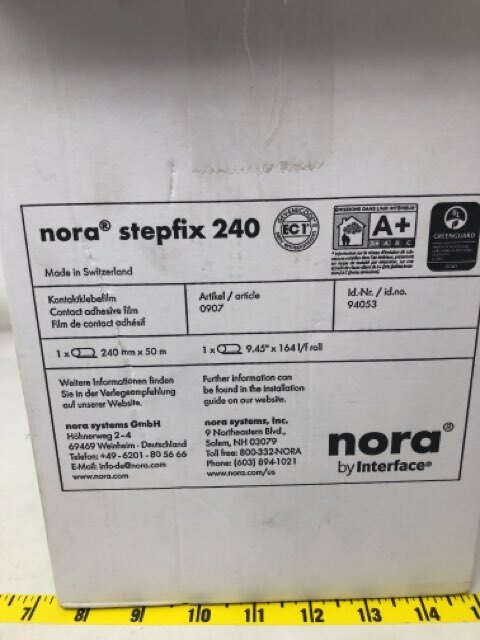 nora® stepfix 240
EMICODE
EC1
ÉMISSIONS DANS L'AIR INTÉRIEUR*
A+
A+ A B C
GREENGUARD
Made in Switzerland
Kontaktklebefilm
Contact adhesive film
Film de contact adhésif
Artikel / article
0907
Id.-Nr. / id.no.
94053
1 x 240 mm x 50 m
1 x 9.45" x 164 l/f roll
Weitere Informationen finden
Sie in der Verlegeempfehlung
auf unserer Website.
nora systems GmbH
Höhnerweg 2-4
69469 Weinheim - Deutschland
Telefon: +49-6201-80 56 66
E-Mail: info-de@nora.com
www.nora.com
Further information can
be found in the installation
guide on our website.
nora systems, Inc.
9 Northeastern Blvd.,
Salem, NH 03079
Toll free: 800-332-NORA
Phone: (603) 894-1021
www.nora.com/us
nora®
by Interface®
7 8 9 10 11 12 13 14